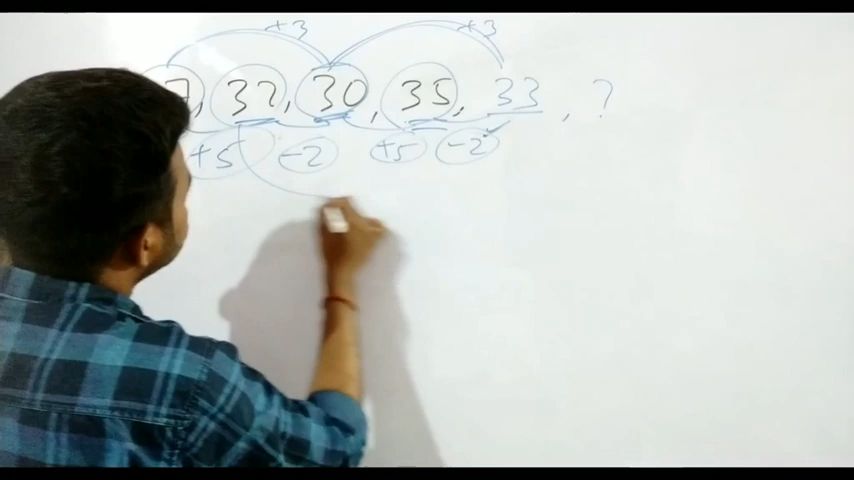 +3 +3
7, 32, 30, 35, 33, ?
+5 -2 +5 -2